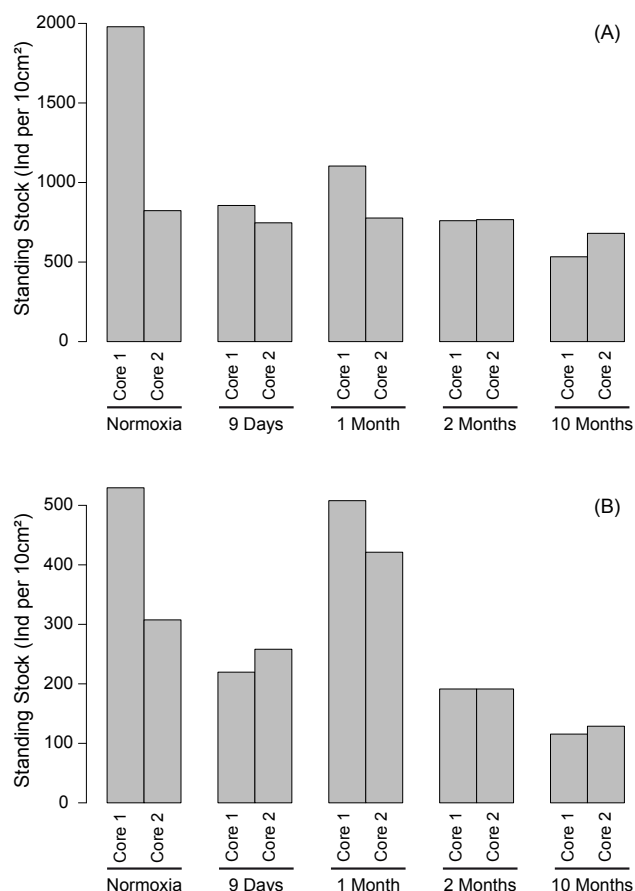 (A)
Standing Stock (Ind per 10cm²)
2000
1500
1000
500
0
Core 1 Core 2 Core 1 Core 2 Core 1 Core 2 Core 1 Core 2 Core 1 Core 2
Normoxia 9 Days 1 Month 2 Months 10 Months
(B)
Standing Stock (Ind per 10cm²)
500
400
300
200
100
0
Core 1 Core 2 Core 1 Core 2 Core 1 Core 2 Core 1 Core 2 Core 1 Core 2
Normoxia 9 Days 1 Month 2 Months 10 Months